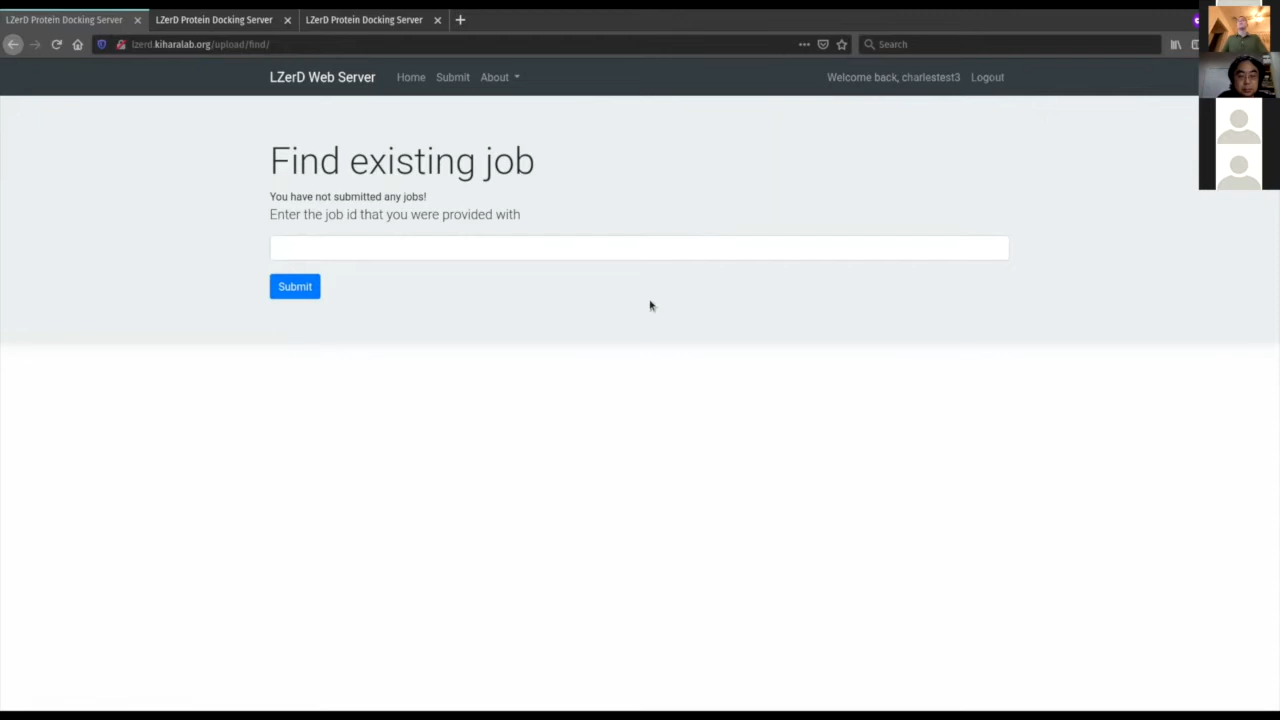 LZerD Protein Docking Server LZerD Protein Docking Server LZerD Protein Docking Server
lzerd.kiharalab.org/upload/find/ Search
LZerD Web Server Home Submit About Welcome back, charlestest3 Logout
Find existing job
You have not submitted any jobs!
Enter the job id that you were provided with
Submit